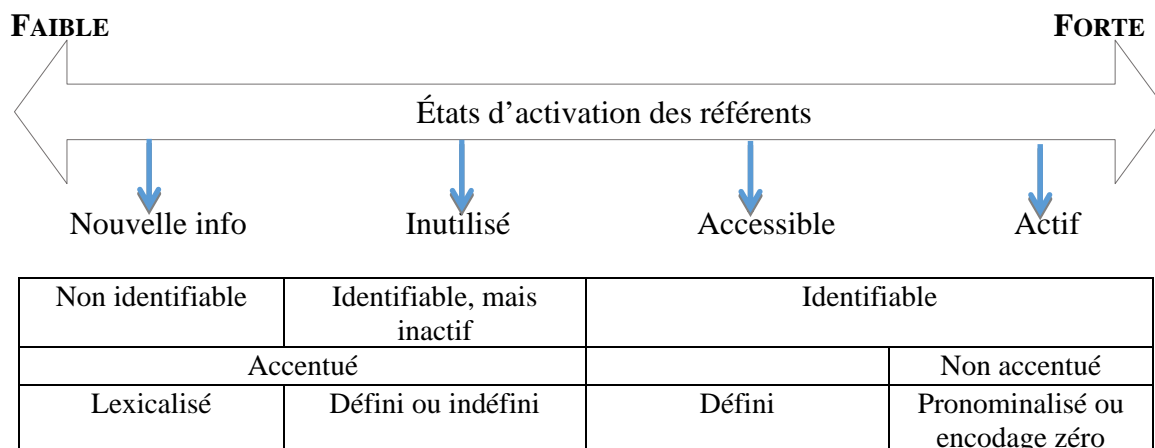 FAIBLE FORTE
États d’activation des référents
Nouvelle info Inutilisé Accessible Actif
Non identifiable Identifiable, mais Identifiable
inactif
Accentué Non accentué
Lexicalisé Défini ou indéfini Défini Pronominalisé ou
encodage zéro